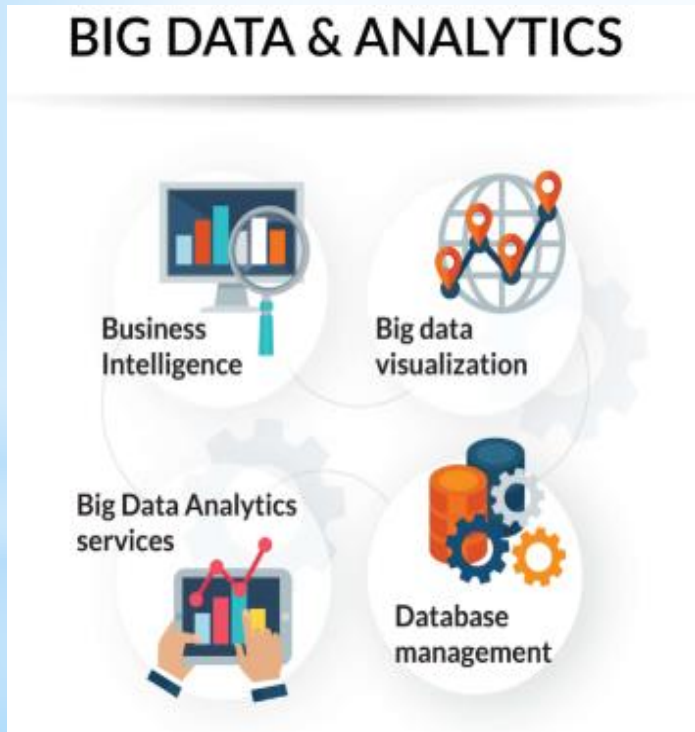 BIG DATA & ANALYTICS
Business
Intelligence
Big data
visualization
Big Data Analytics
services
Database
management